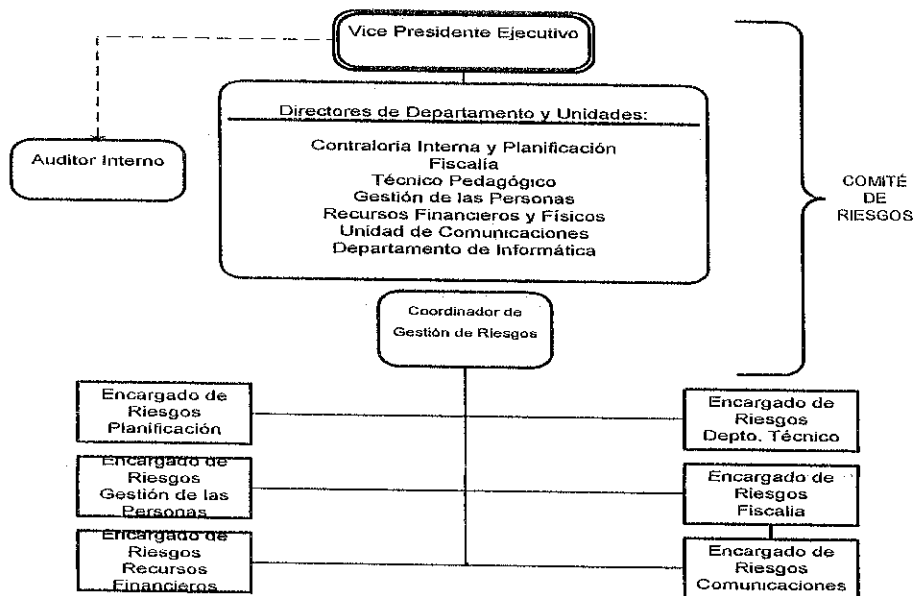 Vice Presidente Ejecutivo
Directores de Departamento y Unidades:
Contraloría Interna y Planificación
Fiscalía
Técnico Pedagógico
Gestión de las Personas
Recursos Financieros y Físicos
Unidad de Comunicaciones
Departamento de Informática
Auditor Interno
COMITÉ
DE
RIESGOS
Coordinador de
Gestión de Riesgos
Encargado de
Riesgos
Planificación
Encargado de
Riesgos
Depto. Técnico
Encargado de
Riesgos
Gestión de las
Personas
Encargado de
Riesgos
Fiscalía
Encargado de
Riesgos
Recursos
Financieros
Encargado de
Riesgos
Comunicaciones